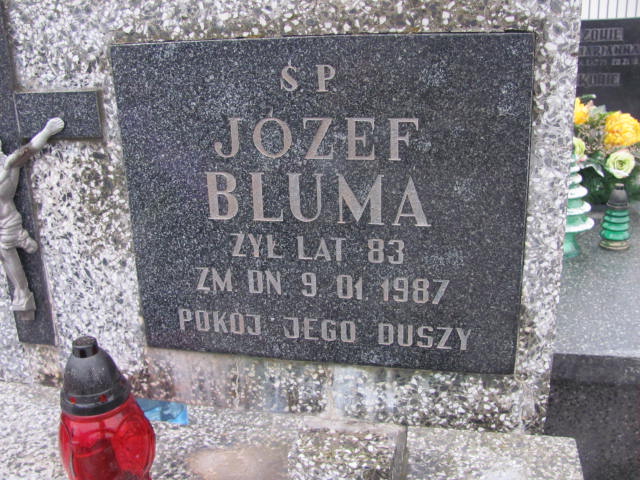 ŚP
JÓZEF
BLUMA
ŻYŁ LAT 83
ZM DN. 9.01.1987
POKÓJ JEGO DUSZY